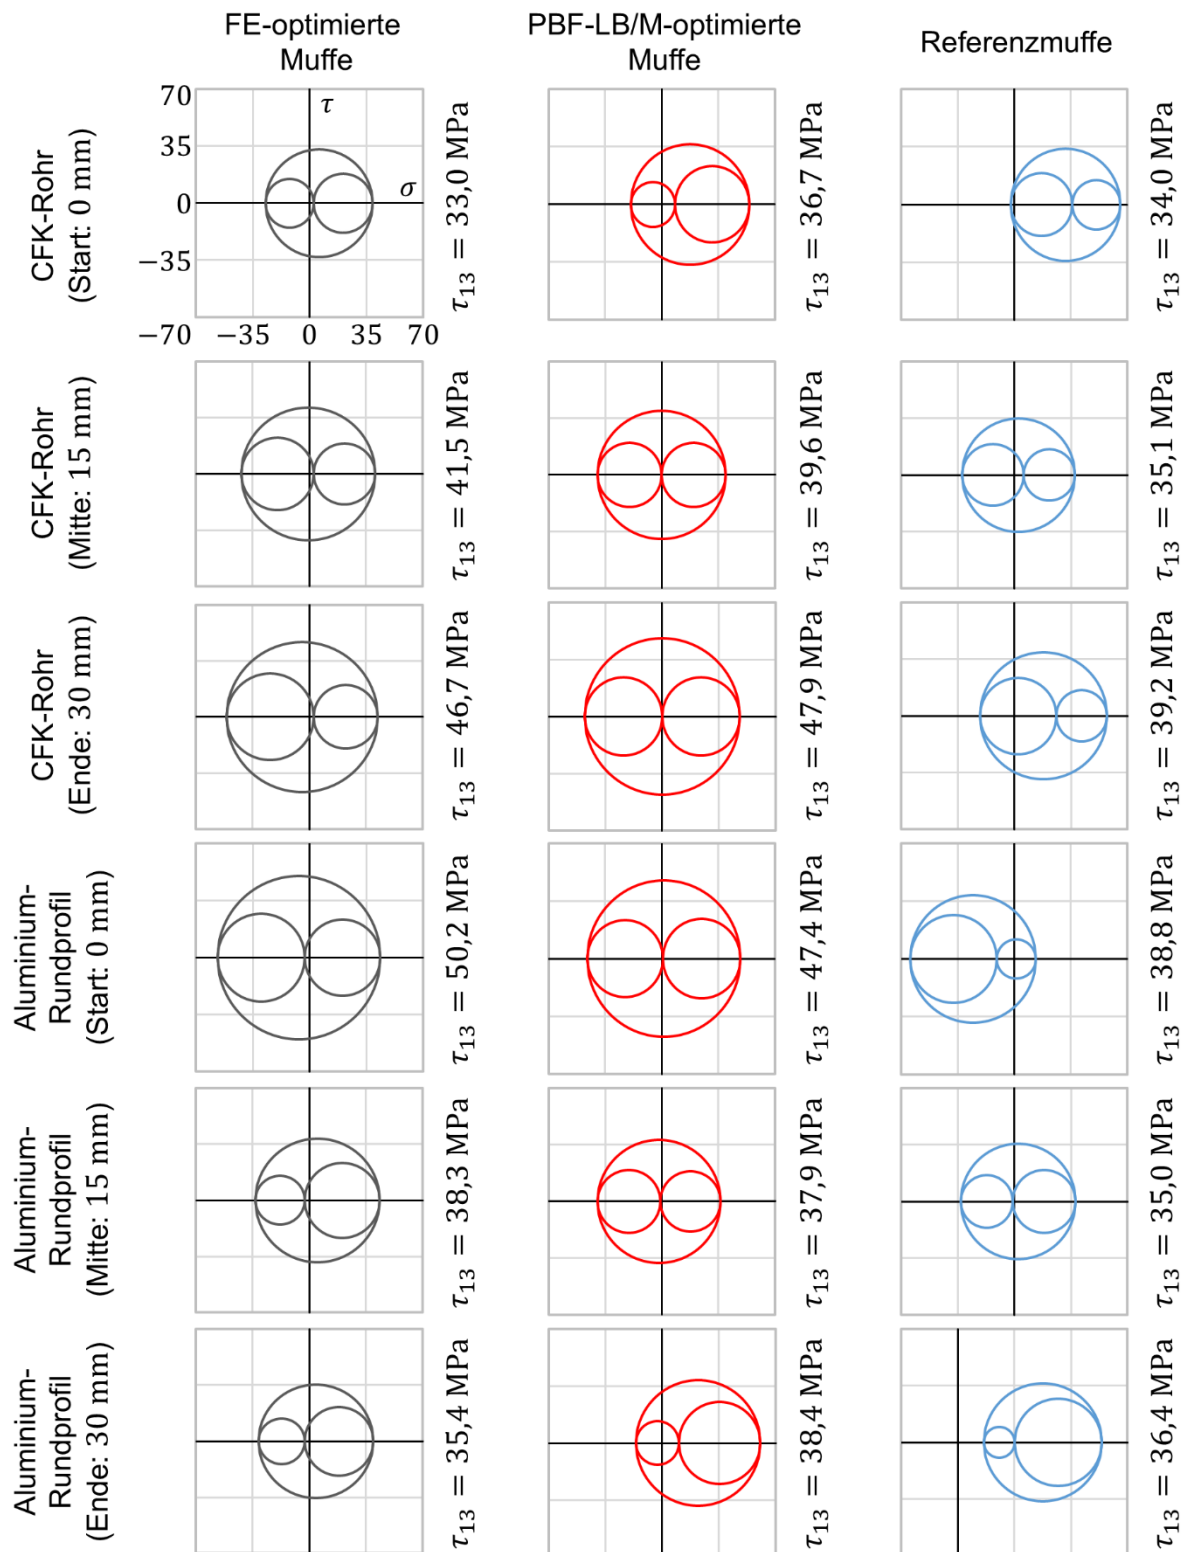 FE-optimierte
Muffe
PBF-LB/M-optimierte
Muffe
Referenzmuffe
CFK-Rohr
(Start: 0 mm)
70
35
0
−35
−70 −35 0 35 70
τ
σ
τ₁₃ = 33,0 MPa
τ₁₃ = 36,7 MPa
τ₁₃ = 34,0 MPa
CFK-Rohr
(Mitte: 15 mm)
τ₁₃ = 41,5 MPa
τ₁₃ = 39,6 MPa
τ₁₃ = 35,1 MPa
CFK-Rohr
(Ende: 30 mm)
τ₁₃ = 46,7 MPa
τ₁₃ = 47,9 MPa
τ₁₃ = 39,2 MPa
Aluminium-
Rundprofil
(Start: 0 mm)
τ₁₃ = 50,2 MPa
τ₁₃ = 47,4 MPa
τ₁₃ = 38,8 MPa
Aluminium-
Rundprofil
(Mitte: 15 mm)
τ₁₃ = 38,3 MPa
τ₁₃ = 37,9 MPa
τ₁₃ = 35,0 MPa
Aluminium-
Rundprofil
(Ende: 30 mm)
τ₁₃ = 35,4 MPa
τ₁₃ = 38,4 MPa
τ₁₃ = 36,4 MPa